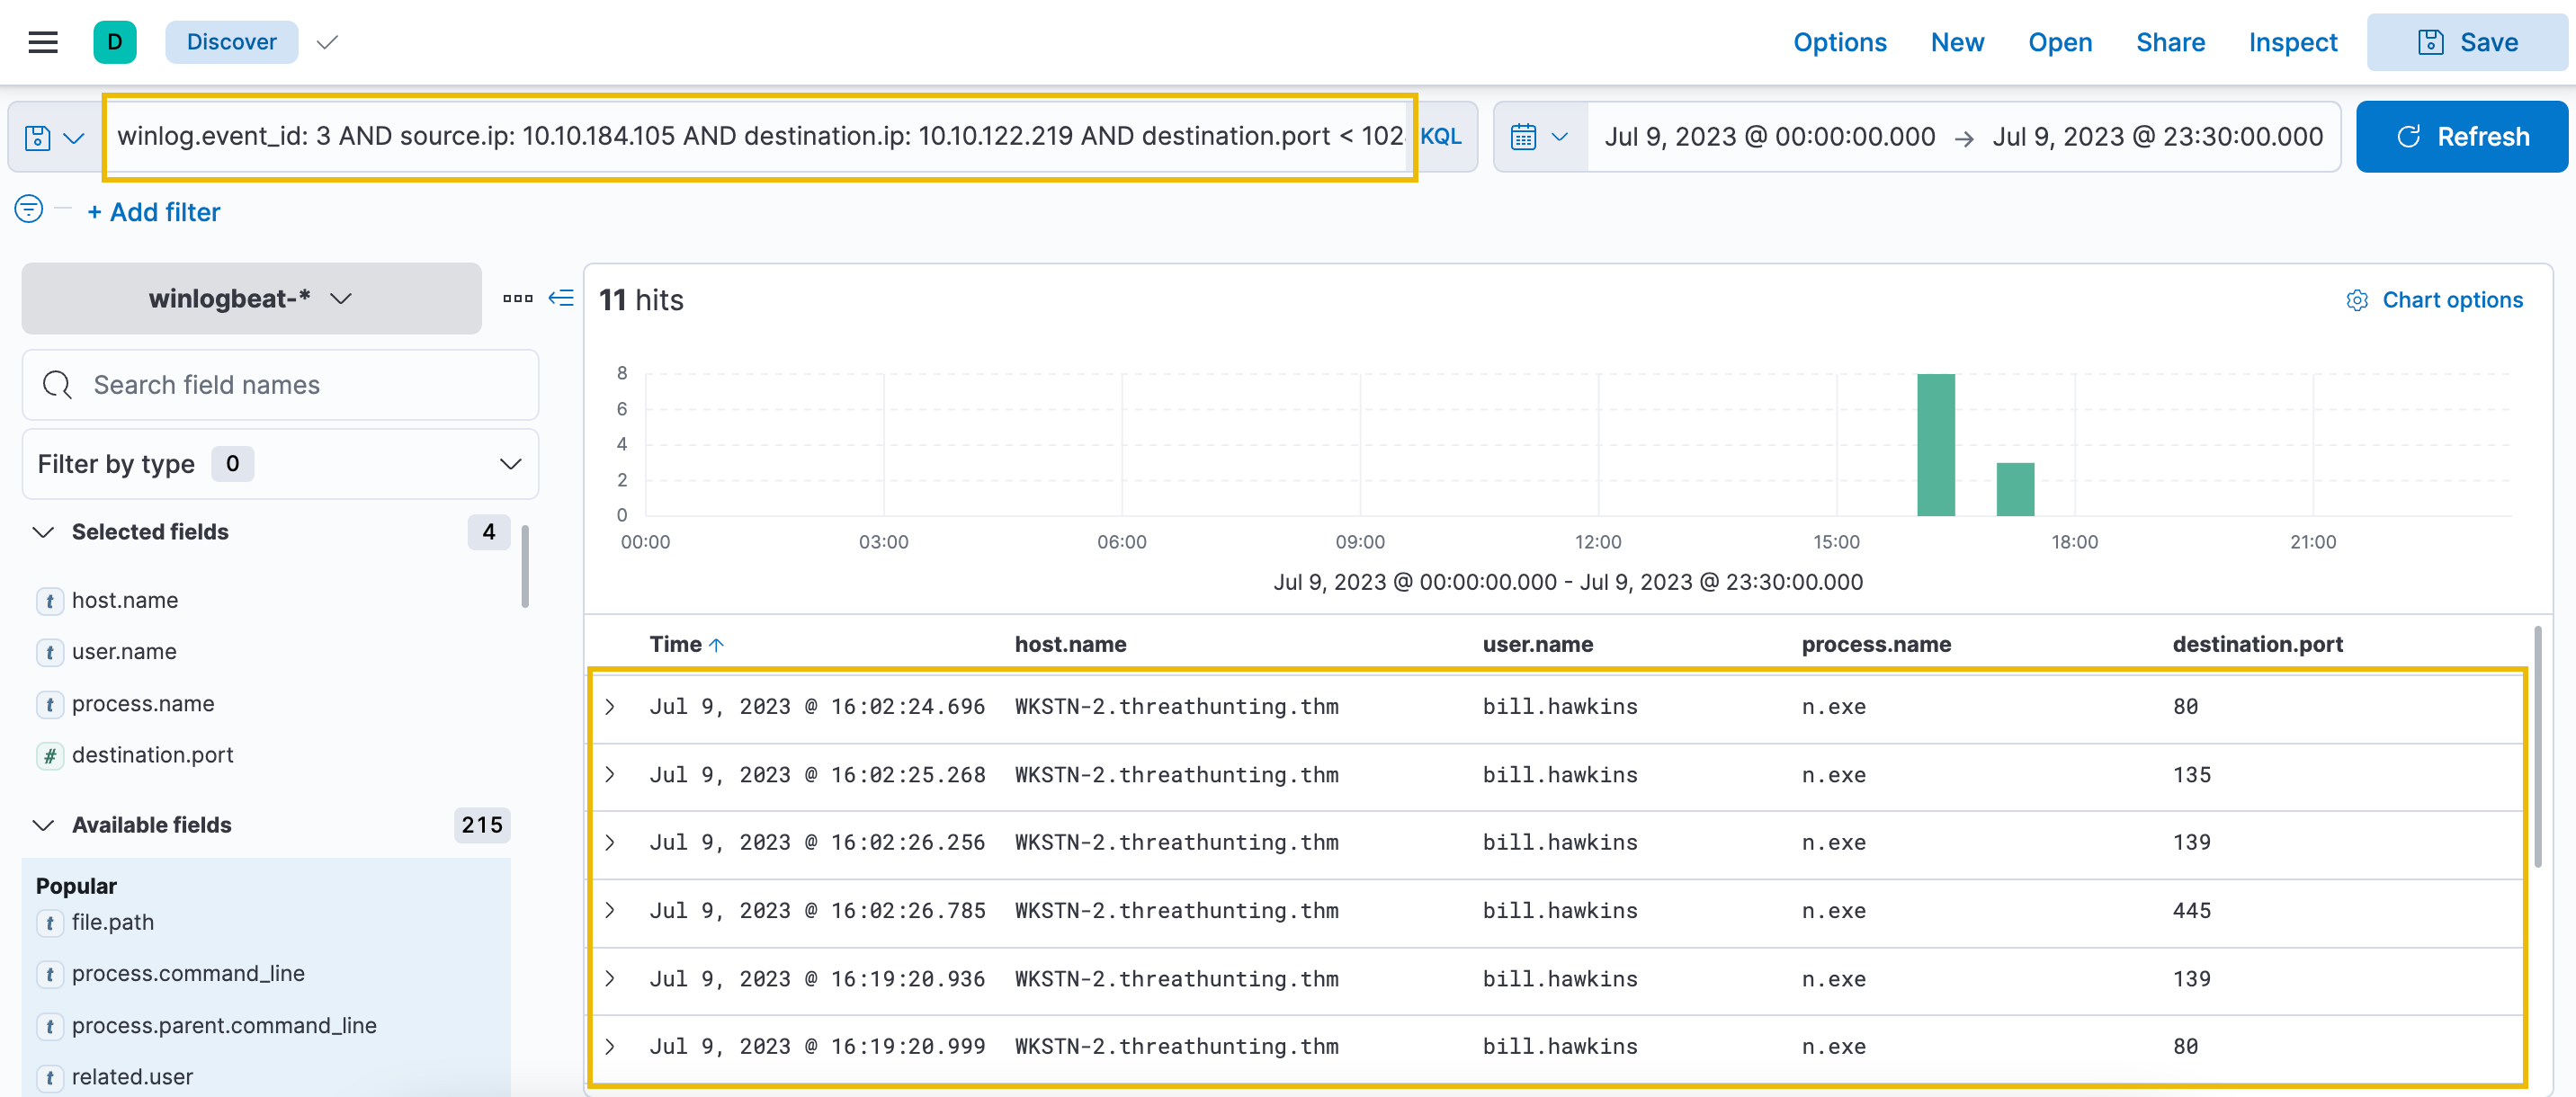 D Discover Options New Open Share Inspect Save
winlog.event_id: 3 AND source.ip: 10.10.184.105 AND destination.ip: 10.10.122.219 AND destination.port < 102 KQL Jul 9, 2023 @ 00:00:00.000 → Jul 9, 2023 @ 23:30:00.000 Refresh
+ Add filter
winlogbeat-*
Search field names
Filter by type 0
Selected fields 4
t host.name
t user.name
t process.name
# destination.port
Available fields 215
Popular
t file.path
t process.command_line
t process.parent.command_line
t related.user
11 hits Chart options
8
6
4
2
0
00:00 03:00 06:00 09:00 12:00 15:00 18:00 21:00
Jul 9, 2023 @ 00:00:00.000 - Jul 9, 2023 @ 23:30:00.000
Time ↑ host.name user.name process.name destination.port
Jul 9, 2023 @ 16:02:24.696 WKSTN-2.threathunting.thm bill.hawkins n.exe 80
Jul 9, 2023 @ 16:02:25.268 WKSTN-2.threathunting.thm bill.hawkins n.exe 135
Jul 9, 2023 @ 16:02:26.256 WKSTN-2.threathunting.thm bill.hawkins n.exe 139
Jul 9, 2023 @ 16:02:26.785 WKSTN-2.threathunting.thm bill.hawkins n.exe 445
Jul 9, 2023 @ 16:19:20.936 WKSTN-2.threathunting.thm bill.hawkins n.exe 139
Jul 9, 2023 @ 16:19:20.999 WKSTN-2.threathunting.thm bill.hawkins n.exe 80